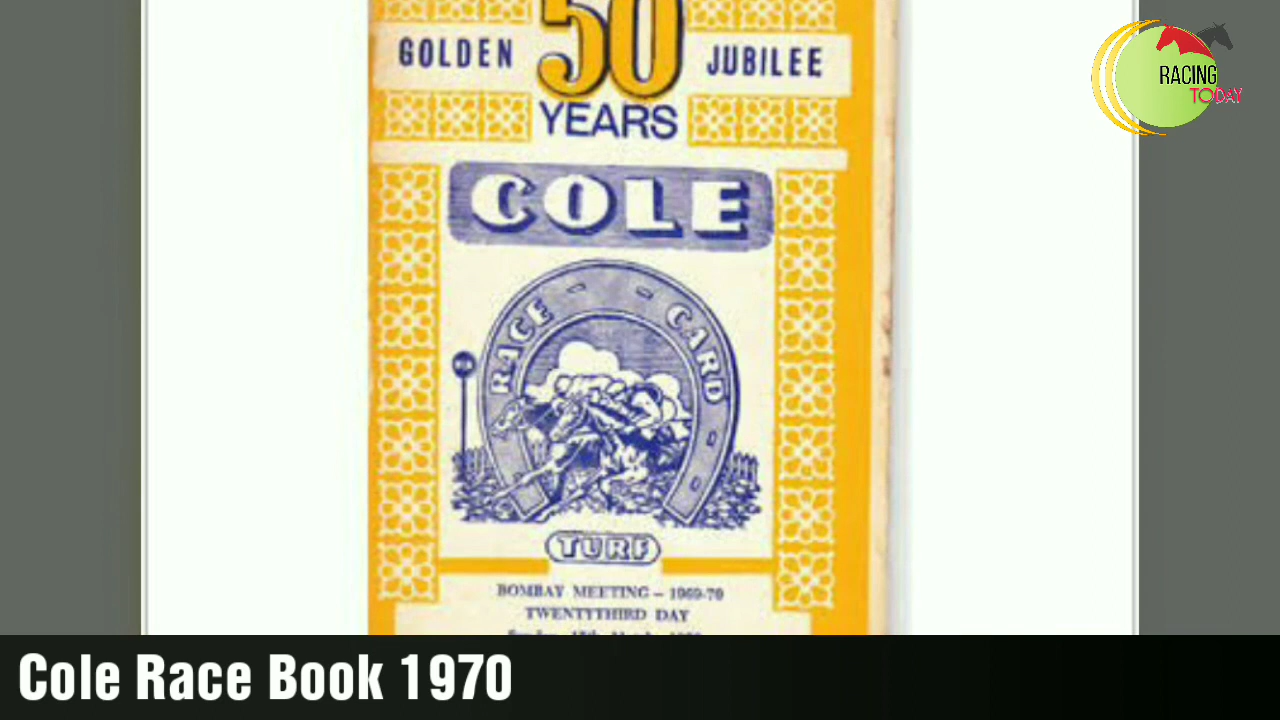 GOLDEN 50 JUBILEE
YEARS
COLE
RACE CARD
TURF
BOMBAY MEETING – 1969-70
TWENTYTHIRD DAY
RACING
TODAY
Cole Race Book 1970